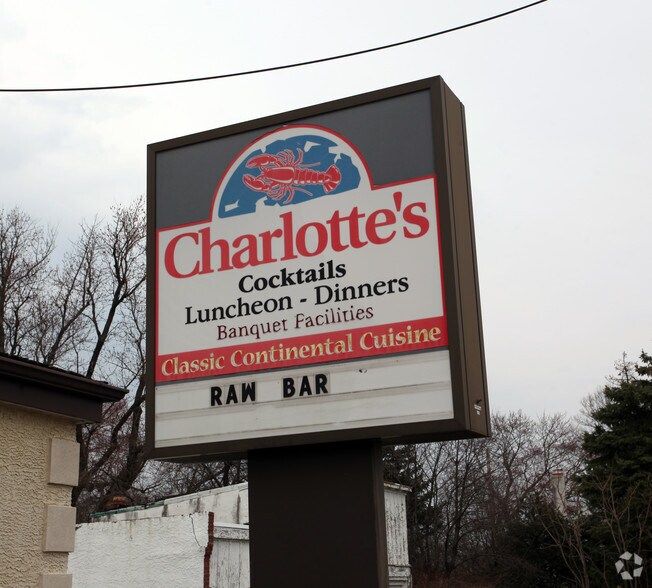 Charlotte's
Cocktails
Luncheon - Dinners
Banquet Facilities
Classic Continental Cuisine
RAW BAR